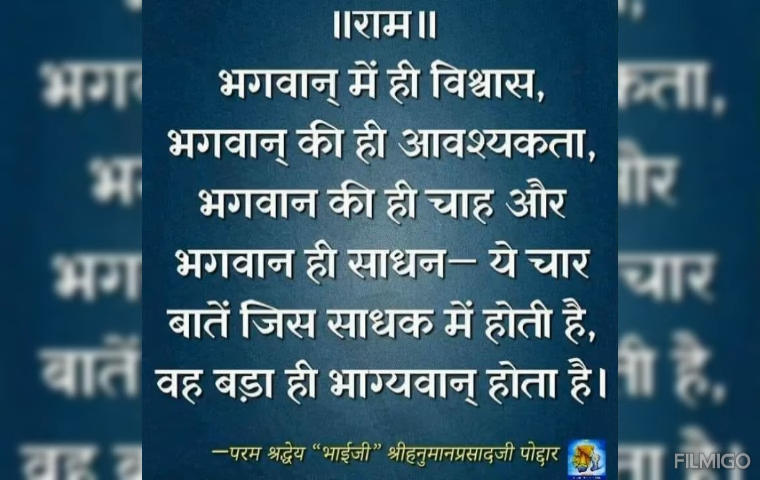 ॥राम॥
भगवान् में ही विश्वास,
भगवान् की ही आवश्यकता,
भगवान की ही चाह और
भगवान ही साधन— ये चार
बातें जिस साधक में होती है,
वह बड़ा ही भाग्यवान् होता है।
—परम श्रद्धेय “भाईजी” श्रीहनुमानप्रसादजी पोद्दार
FILMIGO